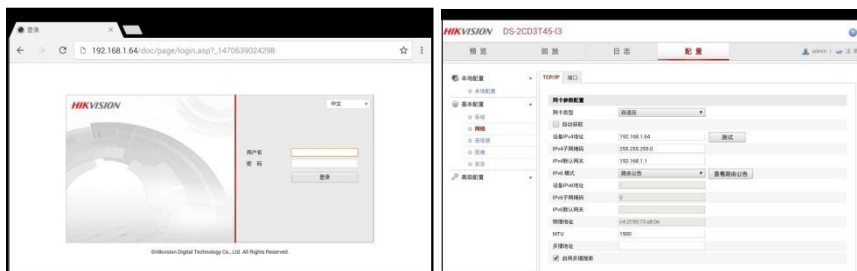 登录
192.168.1.64/doc/page/login.asp?_1470639024298
HIKVISION
中文
用户名
密 码
登录
©Hikvision Digital Technology Co., Ltd. All Rights Reserved.
HIKVISION DS-2CD3T45-I3
预览 回放 日志 配置 admin
本地配置
本地配置
基本配置
系统
网络
音视频
图像
安全
高级配置
TCP/IP 端口
网卡参数配置
网卡类型 自适应
自动获取
设备IPv4地址 192.168.1.64 测试
IPv4子网掩码 255.255.255.0
IPv4默认网关 192.168.1.1
IPv6 模式 路由公告 查看路由公告
设备IPv6地址
IPv6子网掩码 0
IPv6默认网关
物理地址
MTU 1500
多播地址
启用多播搜索